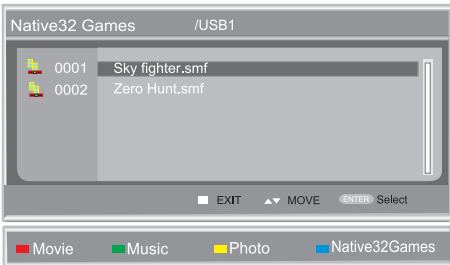 Native32 Games /USB1
0001 Sky fighter.smf
0002 Zero Hunt.smf
EXIT MOVE ENTER Select
Movie Music Photo Native32Games